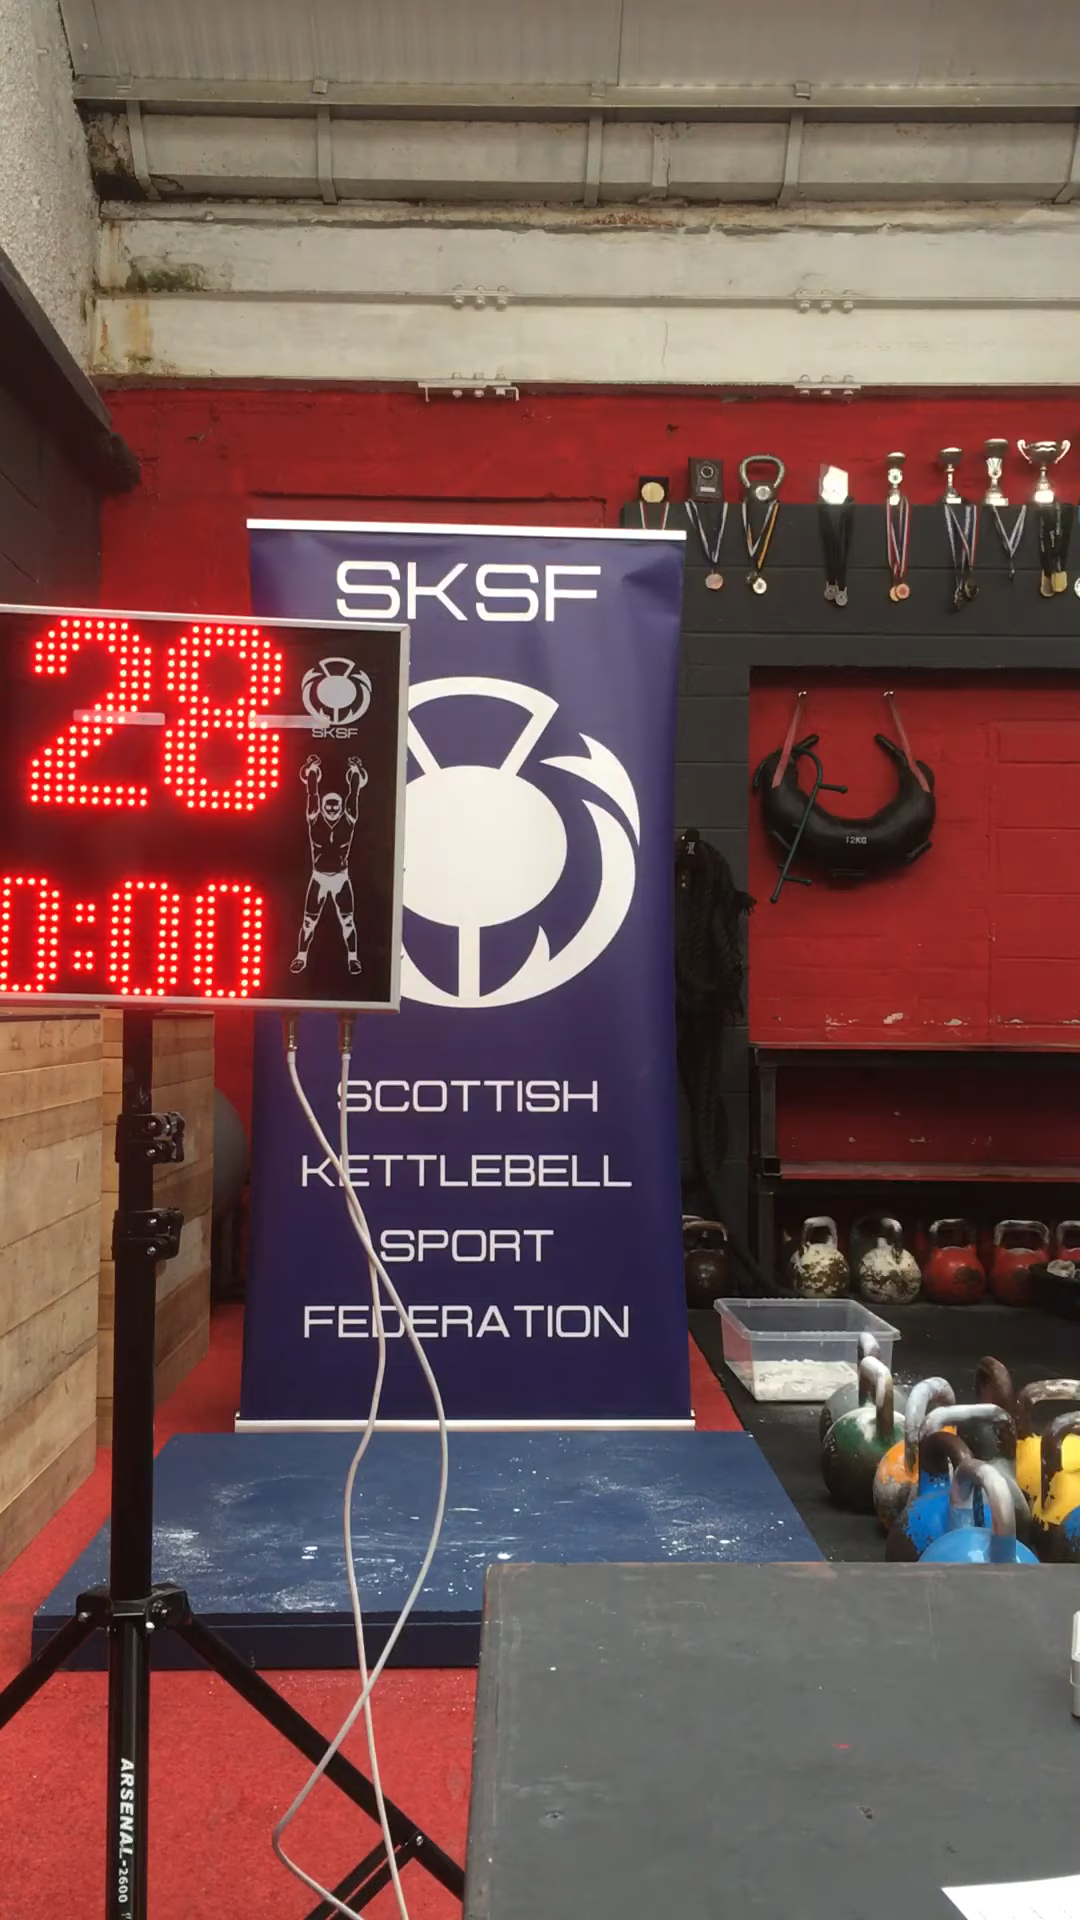 SKSF
28
SKSF
0:00
SCOTTISH
KETTLEBELL
SPORT
FEDERATION
12KG
ARSENAL-2600